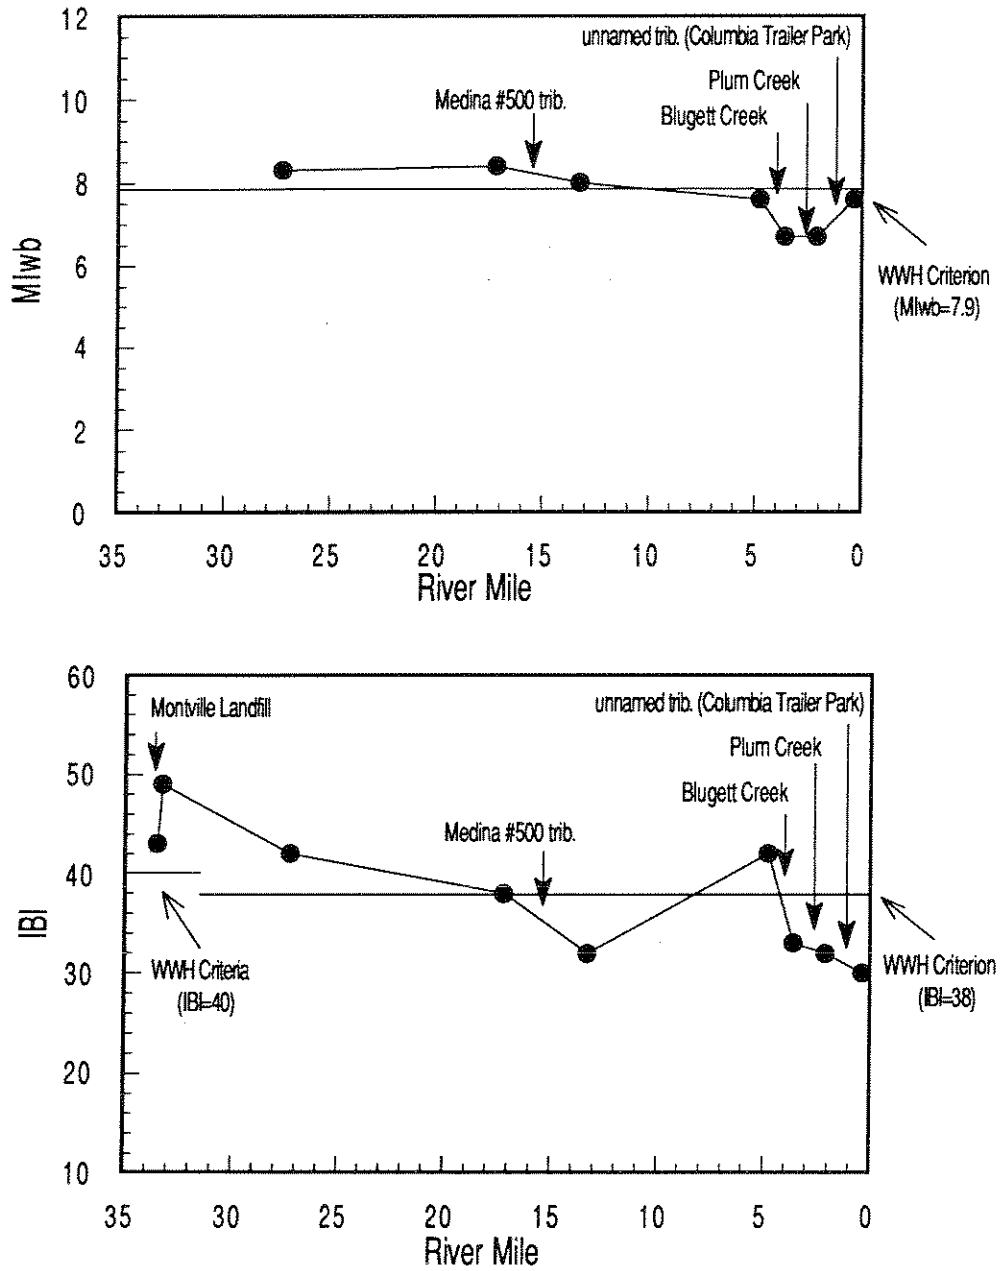 12
10
8
6
4
2
0
MIwb
unnamed trib. (Columbia Trailer Park)
Plum Creek
Medina #500 trib.
Blugett Creek
WWH Criterion
(MIwb=7.9)
35
30
25
20
15
10
5
0
River Mile
60
50
40
30
20
10
IBI
Montville Landfill
unnamed trib. (Columbia Trailer Park)
Plum Creek
Blugett Creek
Medina #500 trib.
WWH Criteria
(IBI=40)
WWH Criterion
(IBI=38)
35
30
25
20
15
10
5
0
River Mile